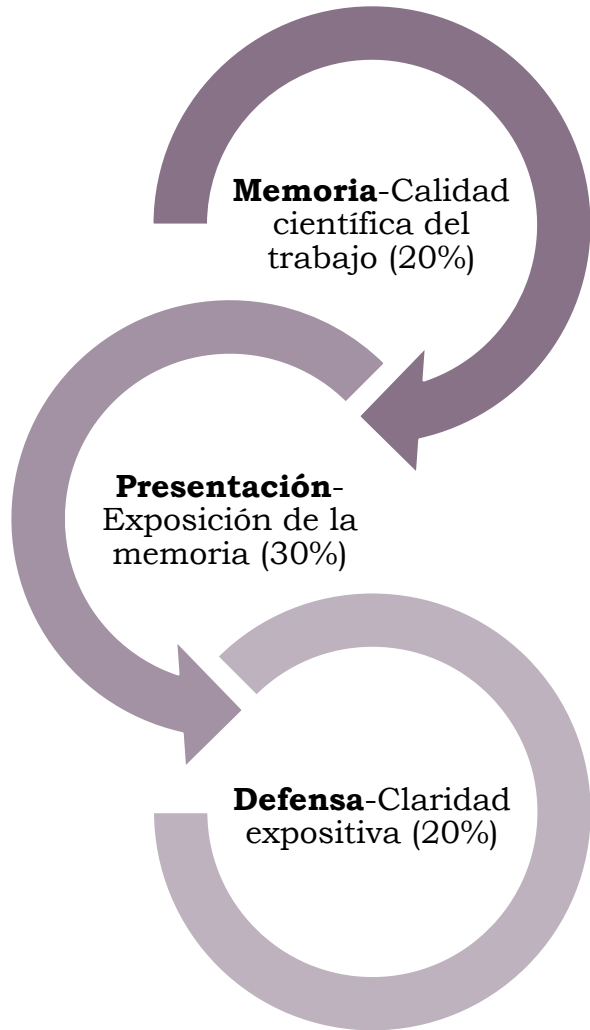 Memoria-Calidad
científica del
trabajo (20%)
Presentación-
Exposición de la
memoria (30%)
Defensa-Claridad
expositiva (20%)